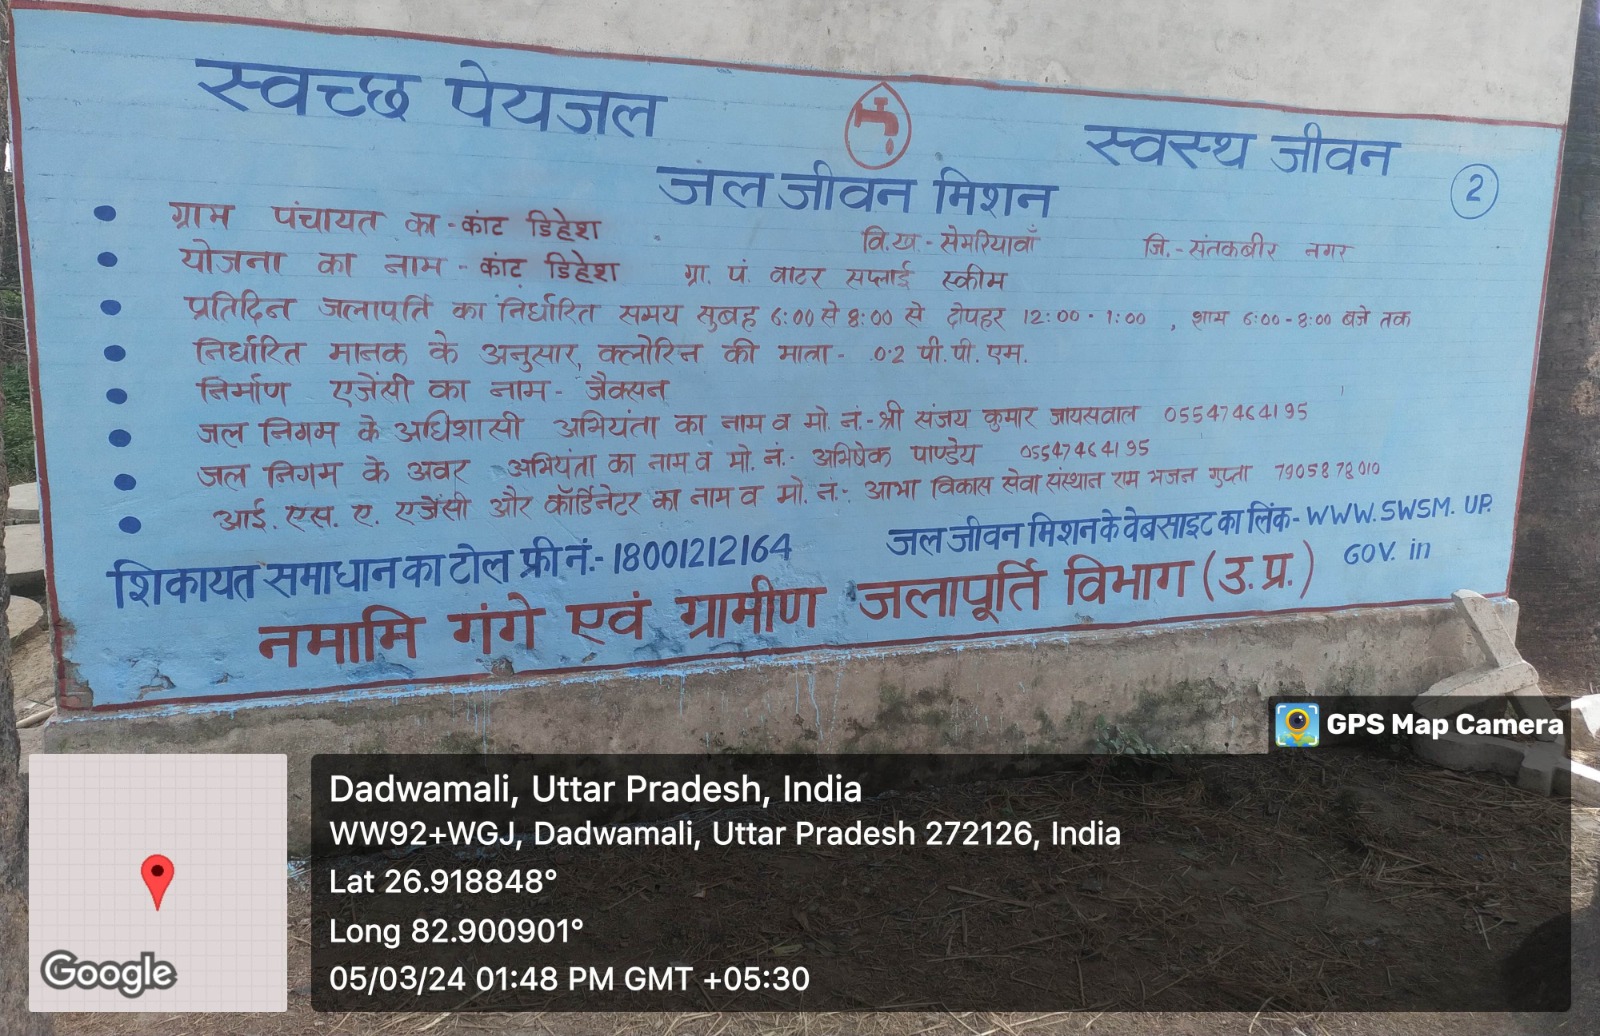 स्वच्छ पेयजल
स्वस्थ जीवन
जल जीवन मिशन
2
ग्राम पंचायत का - कांट डिहेश वि.ख.- सेमरियावाँ जि.- संतकबीर नगर
योजना का नाम - कांट डिहेश ग्रा. पं. वाटर सप्लाई स्कीम
प्रतिदिन जलापूर्ति का निर्धारित समय सुबह 6:00 से 8:00 से दोपहर 12:00 - 1:00 , शाम 6:00 - 8:00 बजे तक
निर्धारित मानक के अनुसार, क्लोरिन की मात्रा - 0.2 पी. पी. एम.
निर्माण एजेंसी का नाम - जैक्सन
जल निगम के अधिशासी अभियंता का नाम व मो. नं.- श्री संजय कुमार जायसवाल 05547464195
जल निगम के अवर अभियंता का नाम व मो. नं.- अभिषेक पाण्डेय 05547464195
आई. एस. ए. एजेंसी और कॉर्डिनेटर का नाम व मो. नं:- आभा विकास सेवा संस्थान राम भजन गुप्ता 7905878010
शिकायत समाधान का टोल फ्री नं.- 18001212164
जल जीवन मिशन के वेबसाइट का लिंक - WWW.SWSM. UP.
GOV. in
नमामि गंगे एवं ग्रामीण जलापूर्ति विभाग (उ.प्र.)
GPS Map Camera
Dadwamali, Uttar Pradesh, India
WW92+WGJ, Dadwamali, Uttar Pradesh 272126, India
Lat 26.918848°
Long 82.900901°
05/03/24 01:48 PM GMT +05:30
Google